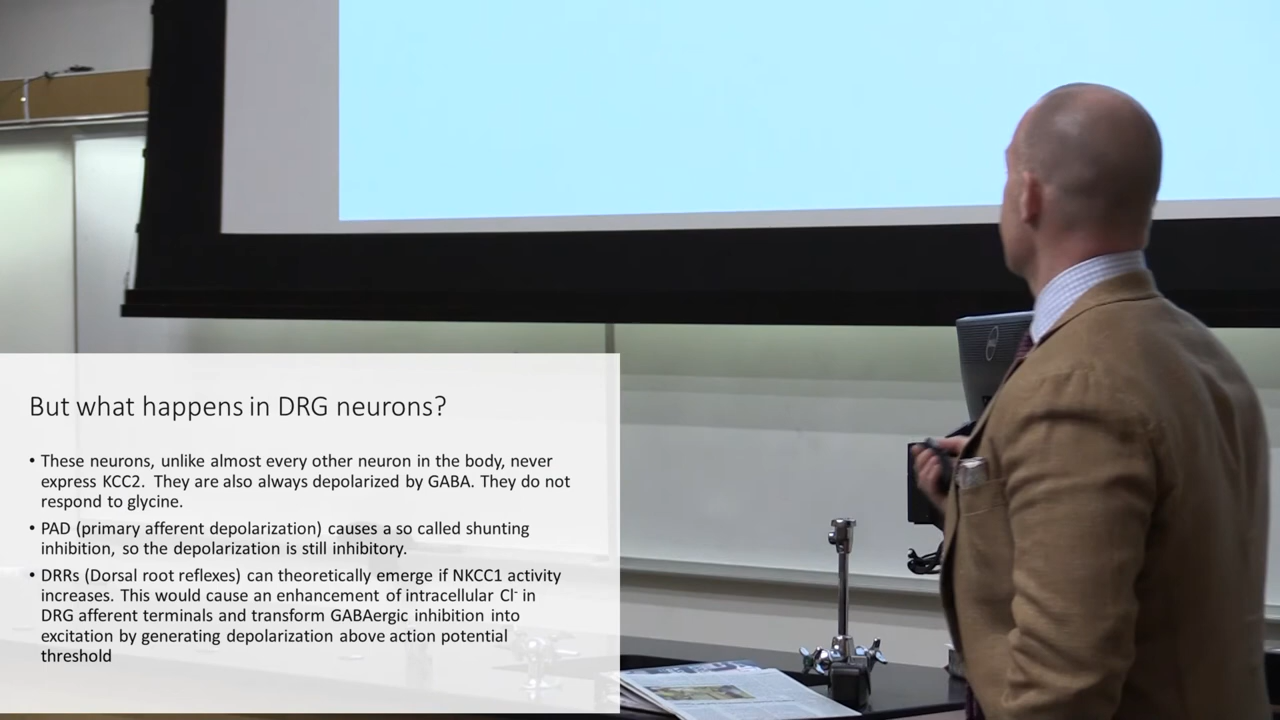 But what happens in DRG neurons?
• These neurons, unlike almost every other neuron in the body, never
express KCC2. They are also always depolarized by GABA. They do not
respond to glycine.
• PAD (primary afferent depolarization) causes a so called shunting
inhibition, so the depolarization is still inhibitory.
• DRRs (Dorsal root reflexes) can theoretically emerge if NKCC1 activity
increases. This would cause an enhancement of intracellular Cl⁻ in
DRG afferent terminals and transform GABAergic inhibition into
excitation by generating depolarization above action potential
threshold